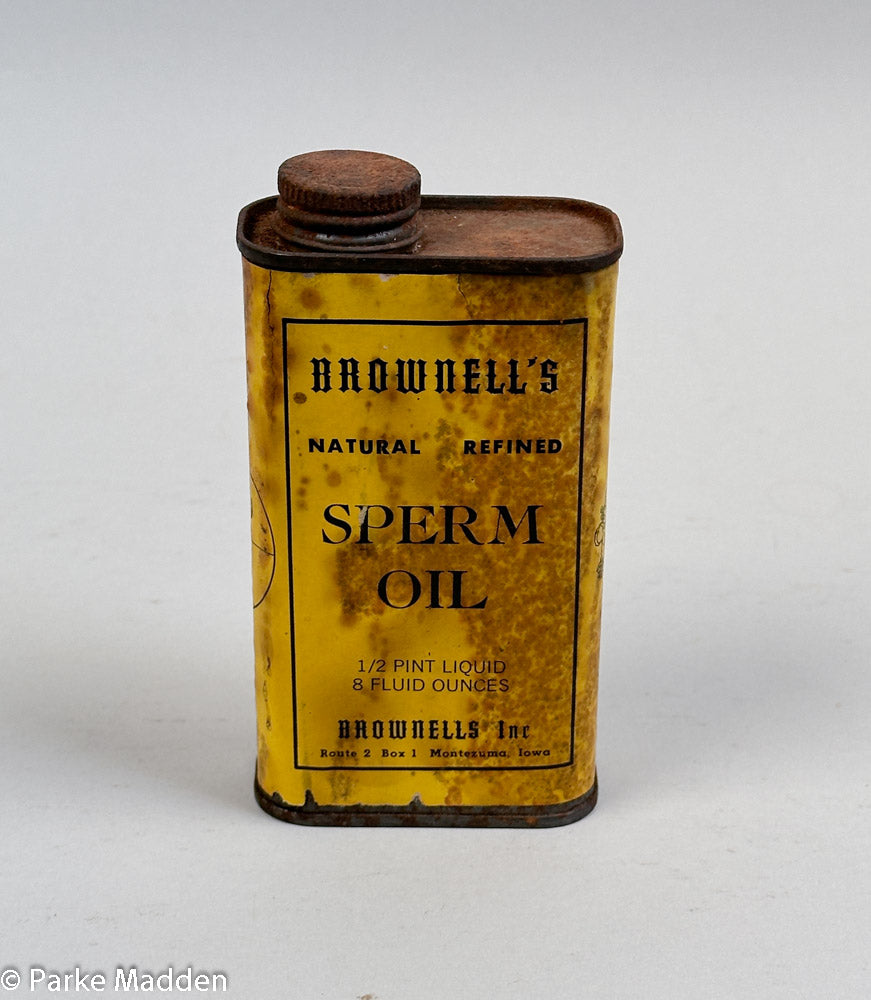 BROWNELL'S
NATURAL REFINED
SPERM
OIL
1/2 PINT LIQUID
8 FLUID OUNCES
BROWNELLS Inc
Route 2 Box 1 Montezuma, Iowa
© Parke Madden